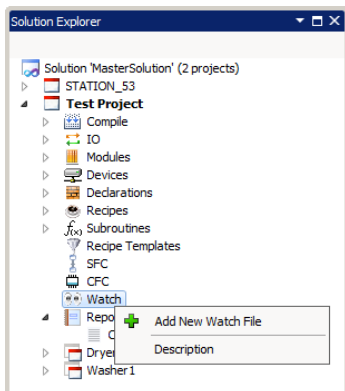 Solution Explorer
Solution 'MasterSolution' (2 projects)
STATION_53
Test Project
Compile
IO
Modules
Devices
Declarations
Recipes
f(x) Subroutines
Recipe Templates
SFC
CFC
Watch
Repo
Add New Watch File
C
Description
Dryer
Washer1